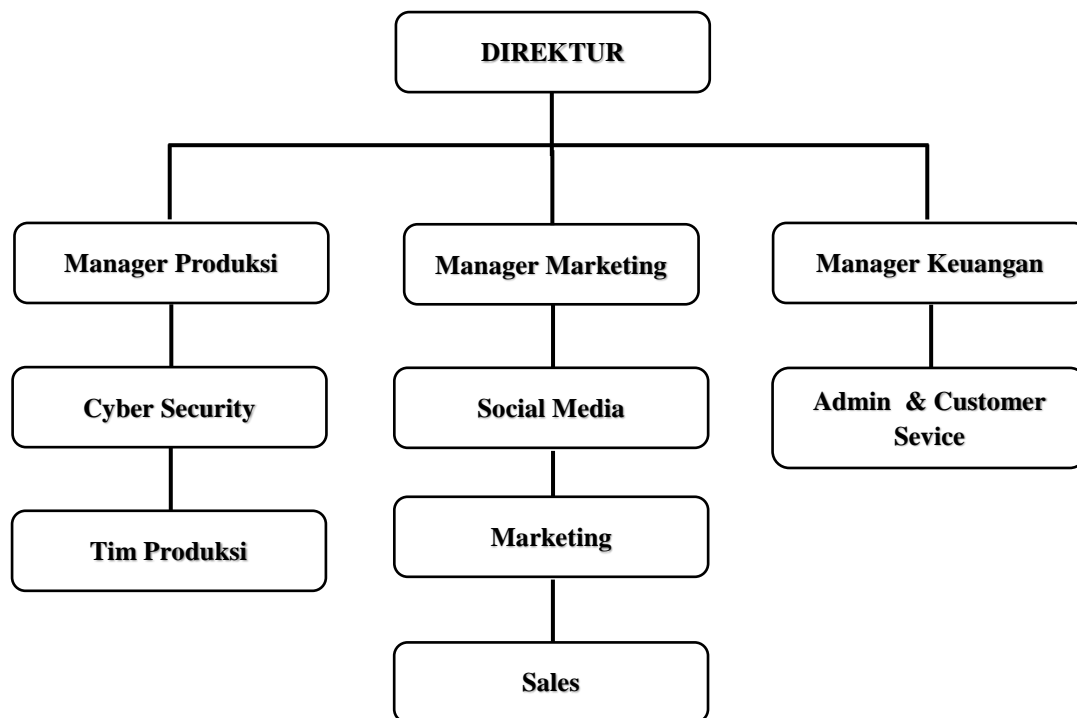 DIREKTUR
Manager Produksi
Manager Marketing
Manager Keuangan
Cyber Security
Social Media
Admin & Customer
Sevice
Tim Produksi
Marketing
Sales